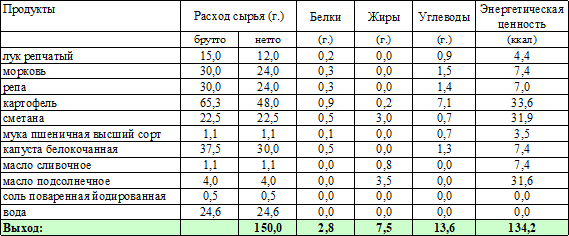 Продукты Расход сырья (г.) Белки Жиры Углеводы Энергетическая ценность
брутто нетто (г.) (г.) (г.) (ккал)
лук репчатый 15,0 12,0 0,2 0,0 0,9 4,4
морковь 30,0 24,0 0,3 0,0 1,5 7,4
репа 30,0 24,0 0,3 0,0 1,4 7,0
картофель 65,3 48,0 0,9 0,2 7,1 33,6
сметана 22,5 22,5 0,5 3,0 0,7 31,9
мука пшеничная высший сорт 1,1 1,1 0,1 0,0 0,7 3,5
капуста белокочанная 37,5 30,0 0,5 0,0 1,3 7,4
масло сливочное 1,1 1,1 0,0 0,8 0,0 7,4
масло подсолнечное 4,0 4,0 0,0 3,5 0,0 31,6
соль поваренная йодированная 0,5 0,5 0,0 0,0 0,0 0,0
вода 24,6 24,6 0,0 0,0 0,0 0,0
Выход: 150,0 2,8 7,5 13,6 134,2